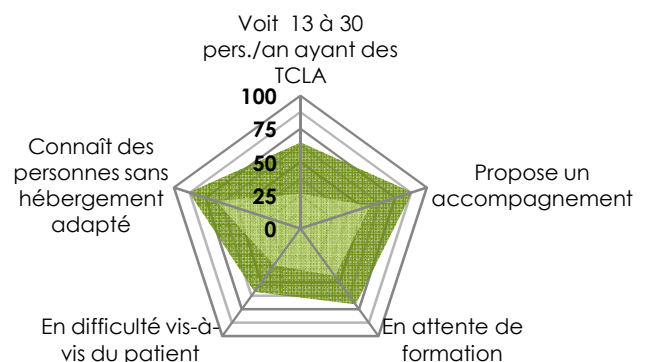 Voit 13 à 30
pers./an ayant des
TCLA
100
75
50
25
0
Propose un
accompagnement
En attente de
formation
En difficulté vis-à-
vis du patient
Connaît des
personnes sans
hébergement
adapté